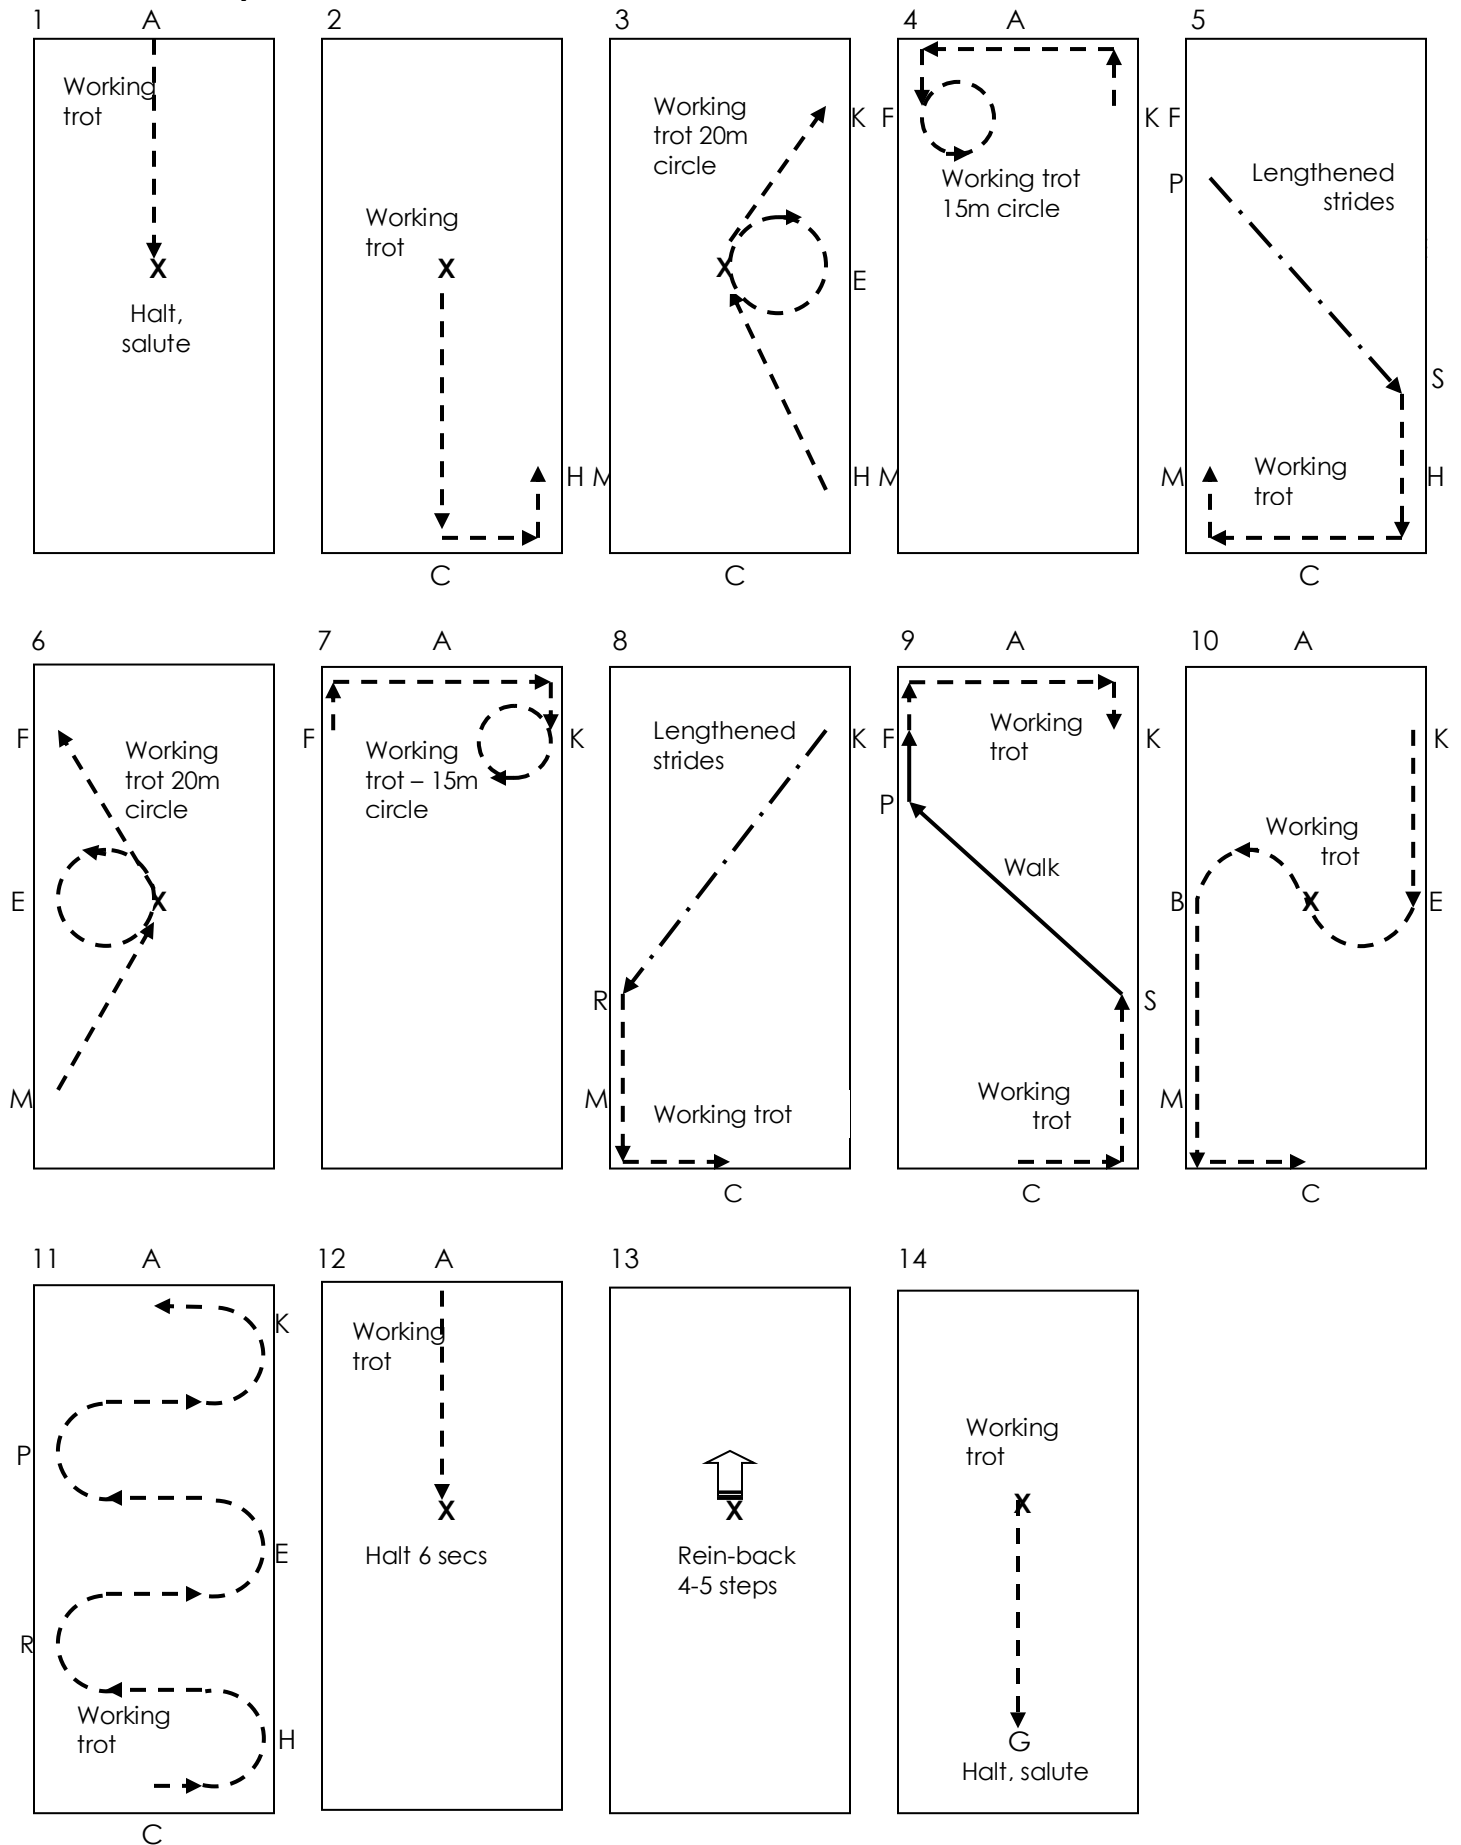 1 A 2 3 4 A 5
Working
trot
X
Halt,
salute
Working
trot
X
H M
C
Working
trot 20m
circle
K F
X
E
H M
C
Working trot
15m circle
K F
P
Lengthened
strides
S
M
Working
trot
H
C
6 7 A 8 9 A 10 A
F
Working
trot 20m
circle
E
X
M
F
Working
trot – 15m
circle
K
Lengthened
strides
K F
R
M
Working trot
C
Working
trot
K
P
Walk
S
Working
trot
C
K
Working
trot
B
X
E
M
C
11 A 12 A 13 14
K
P
E
R
Working
trot
H
C
Working
trot
X
Halt 6 secs
X
Rein-back
4-5 steps
Working
trot
X
G
Halt, salute